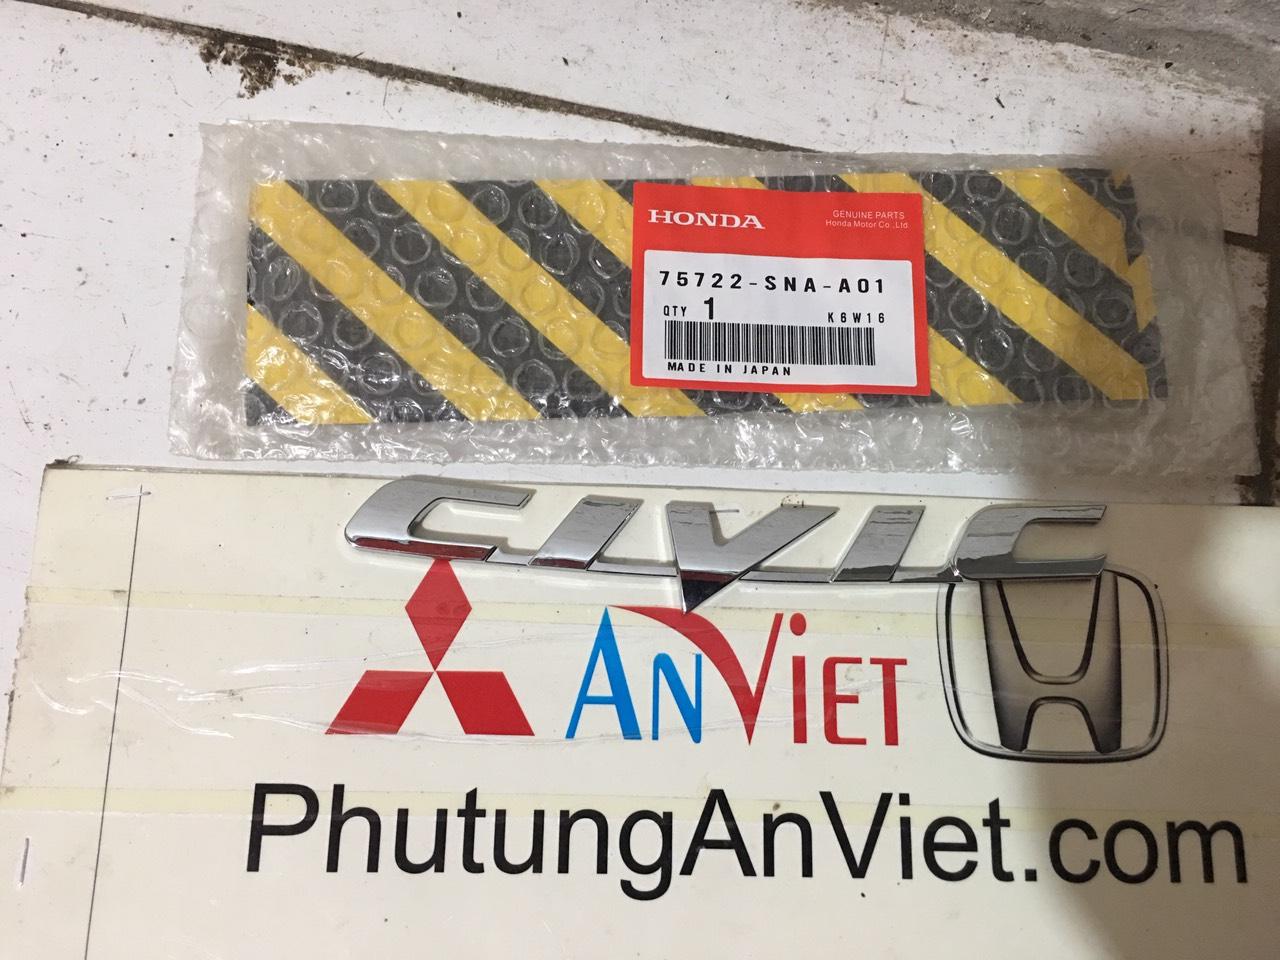 HONDA
GENUINE PARTS
Honda Motor Co .,Ltd
75722-SNA-A01
QTY 1 K6W16
MADE IN JAPAN
CIVIC
ANVIET
PhutungAnViet.com